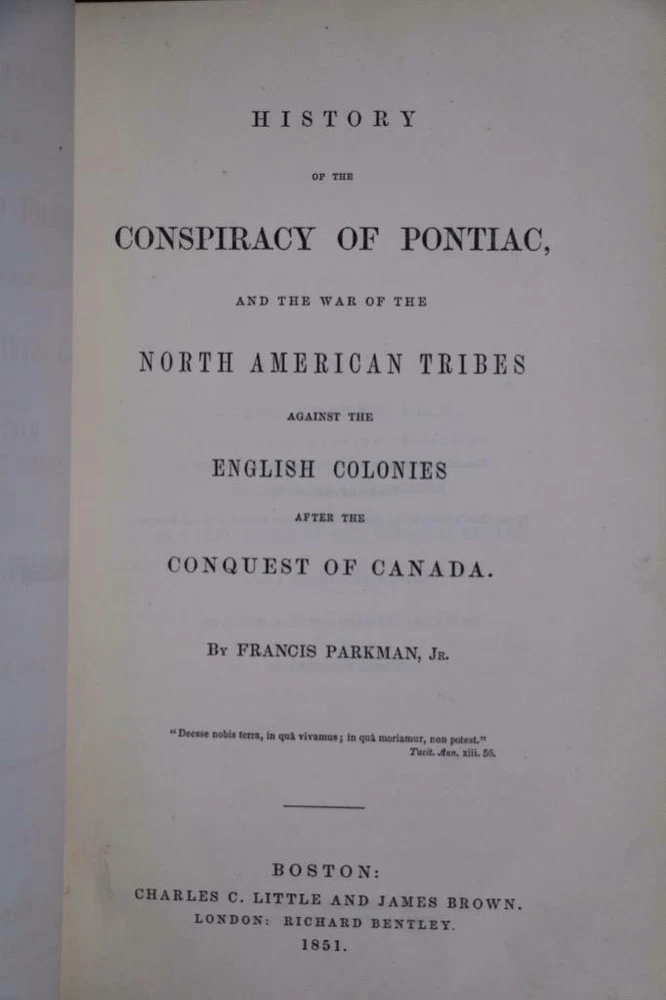 HISTORY
OF THE
CONSPIRACY OF PONTIAC,
AND THE WAR OF THE
NORTH AMERICAN TRIBES
AGAINST THE
ENGLISH COLONIES
AFTER THE
CONQUEST OF CANADA.
BY FRANCIS PARKMAN, JR.
"Deesse nobis terra, in quâ vivamus; in quâ moriamur, non potest."
Tacit. Ann. xiii. 56.
BOSTON:
CHARLES C. LITTLE AND JAMES BROWN.
LONDON: RICHARD BENTLEY.
1851.